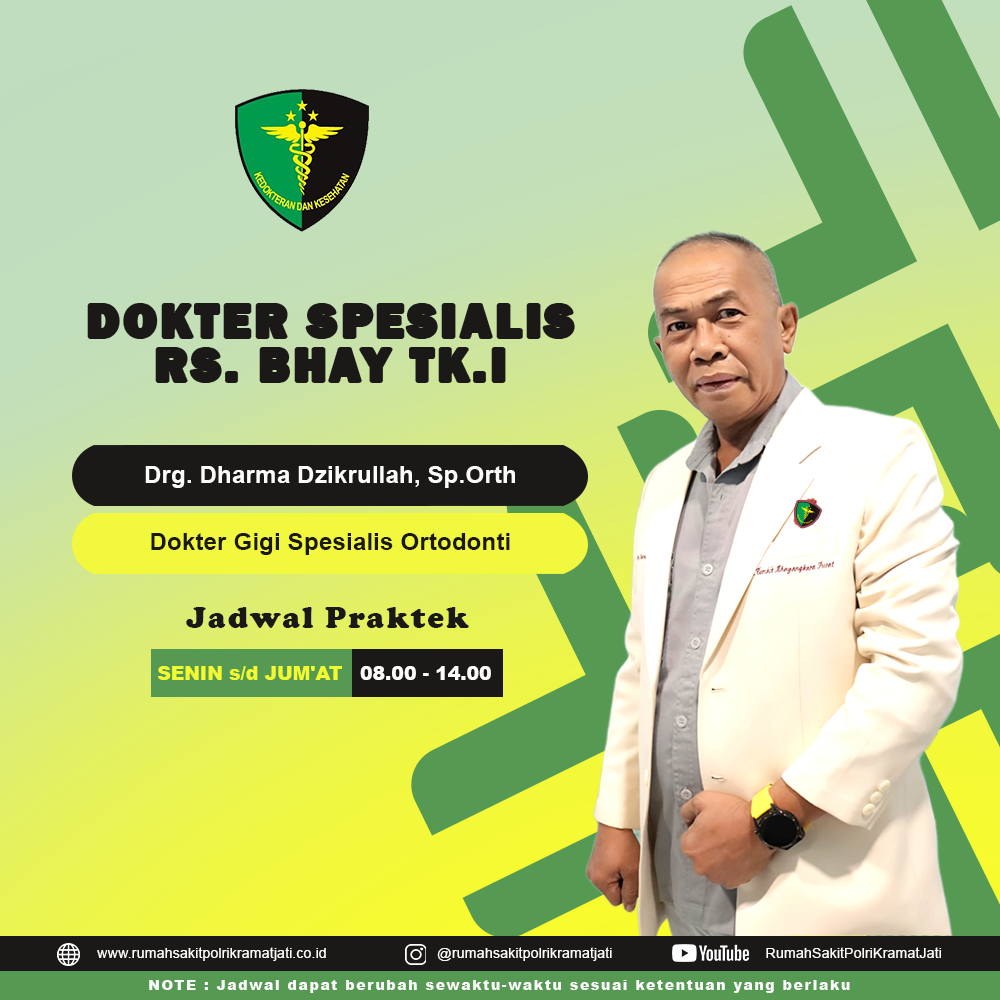 KEDOKTERAN DAN KESEHATAN
DOKTER SPESIALIS
RS. BHAY TK.I
Drg. Dharma Dzikrullah, Sp.Orth
Dokter Gigi Spesialis Ortodonti
Jadwal Praktek
SENIN s/d JUM'AT 08.00 - 14.00
www.rumahsakitpolrikramatjati.co.id @rumahsakitpolrikramatjati YouTube RumahSakitPolriKramatJati
NOTE : Jadwal dapat berubah sewaktu-waktu sesuai ketentuan yang berlaku